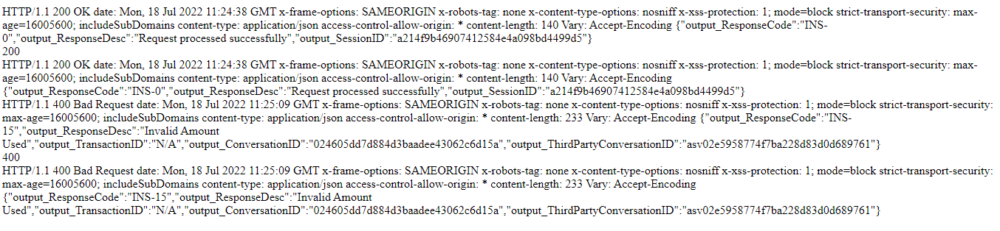 HTTP/1.1 200 OK date: Mon, 18 Jul 2022 11:24:38 GMT x-frame-options: SAMEORIGIN x-robots-tag: none x-content-type-options: nosniff x-xss-protection: 1; mode=block strict-transport-security: max-
age=16005600; includeSubDomains content-type: application/json access-control-allow-origin: * content-length: 140 Vary: Accept-Encoding {"output_ResponseCode":"INS-
0","output_ResponseDesc":"Request processed successfully","output_SessionID":"a214f9b46907412584e4a098bd4499d5"}
200
HTTP/1.1 200 OK date: Mon, 18 Jul 2022 11:24:38 GMT x-frame-options: SAMEORIGIN x-robots-tag: none x-content-type-options: nosniff x-xss-protection: 1; mode=block strict-transport-security: max-
age=16005600; includeSubDomains content-type: application/json access-control-allow-origin: * content-length: 140 Vary: Accept-Encoding
{"output_ResponseCode":"INS-0","output_ResponseDesc":"Request processed successfully","output_SessionID":"a214f9b46907412584e4a098bd4499d5"}
HTTP/1.1 400 Bad Request date: Mon, 18 Jul 2022 11:25:09 GMT x-frame-options: SAMEORIGIN x-robots-tag: none x-content-type-options: nosniff x-xss-protection: 1; mode=block strict-transport-security:
max-age=16005600; includeSubDomains content-type: application/json access-control-allow-origin: * content-length: 233 Vary: Accept-Encoding {"output_ResponseCode":"INS-
15","output_ResponseDesc":"Invalid Amount
Used","output_TransactionID":"N/A","output_ConversationID":"024605dd7d884d3baadee43062c6d15a","output_ThirdPartyConversationID":"asv02e5958774f7ba228d83d0d689761"}
400
HTTP/1.1 400 Bad Request date: Mon, 18 Jul 2022 11:25:09 GMT x-frame-options: SAMEORIGIN x-robots-tag: none x-content-type-options: nosniff x-xss-protection: 1; mode=block strict-transport-security:
max-age=16005600; includeSubDomains content-type: application/json access-control-allow-origin: * content-length: 233 Vary: Accept-Encoding
{"output_ResponseCode":"INS-15","output_ResponseDesc":"Invalid Amount
Used","output_TransactionID":"N/A","output_ConversationID":"024605dd7d884d3baadee43062c6d15a","output_ThirdPartyConversationID":"asv02e5958774f7ba228d83d0d689761"}